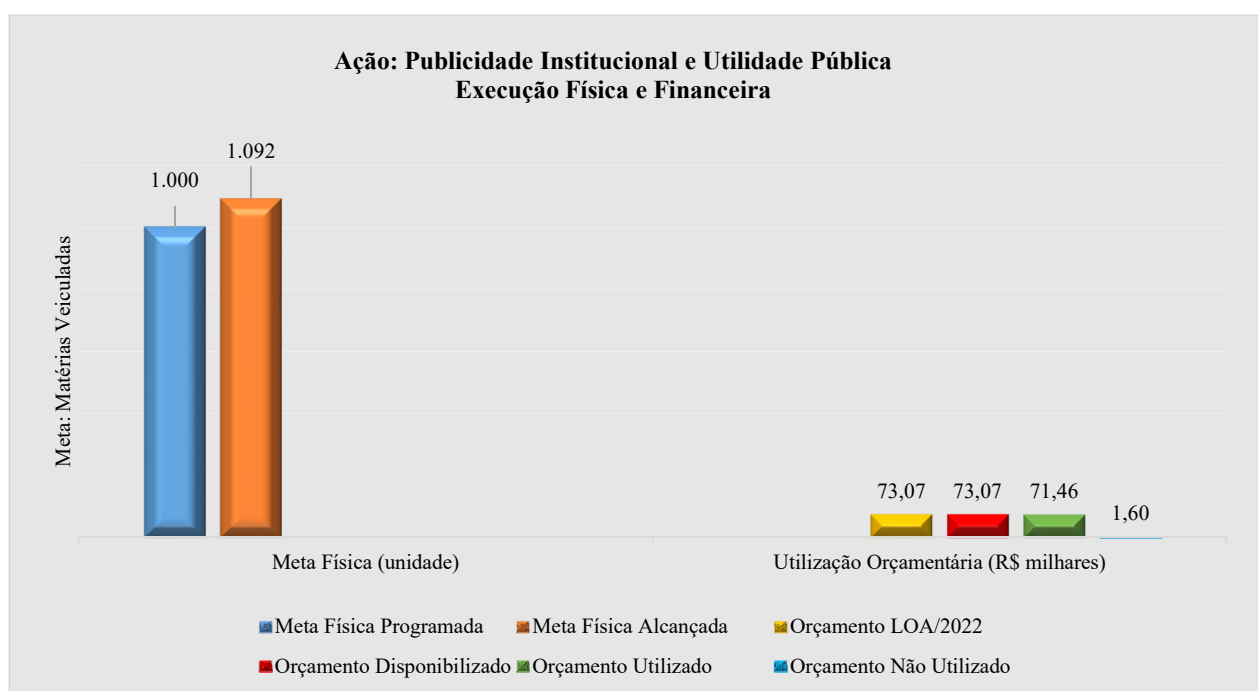 Ação: Publicidade Institucional e Utilidade Pública
Execução Física e Financeira
Meta: Matérias Veiculadas
1.000
1.092
73,07
73,07
71,46
1,60
Meta Física (unidade)
Utilização Orçamentária (R$ milhares)
Meta Física Programada
Meta Física Alcançada
Orçamento LOA/2022
Orçamento Disponibilizado
Orçamento Utilizado
Orçamento Não Utilizado